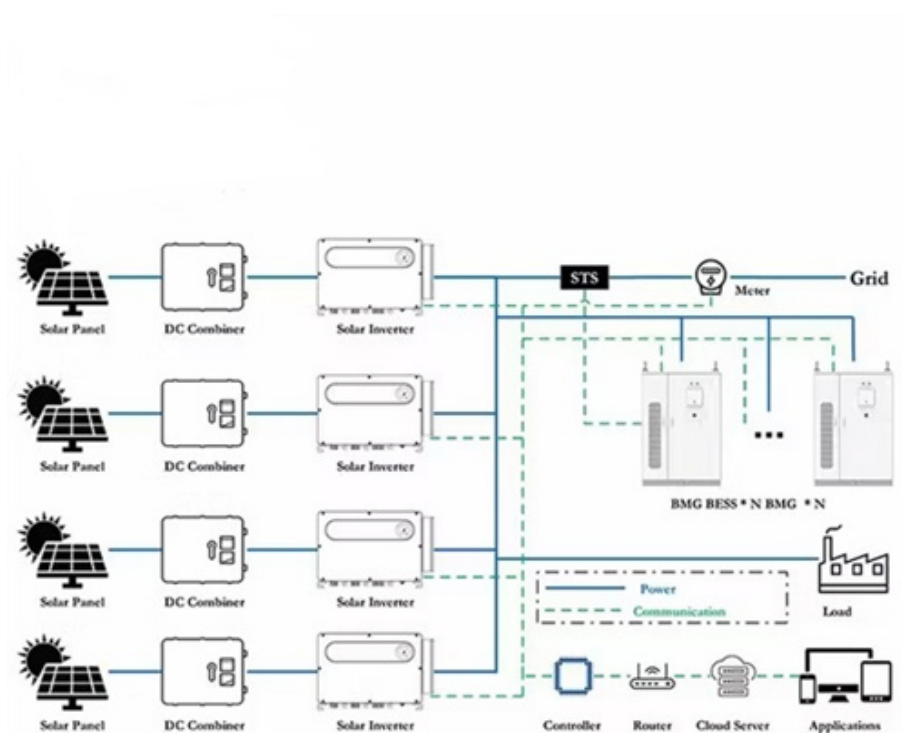 STS
Grid
Meter
Solar Panel DC Combiner Solar Inverter
Solar Panel DC Combiner Solar Inverter
BMG BESS * N BMG * N
Solar Panel DC Combiner Solar Inverter
Power
Communication
Load
Solar Panel DC Combiner Solar Inverter
Controller Router Cloud Server Applications